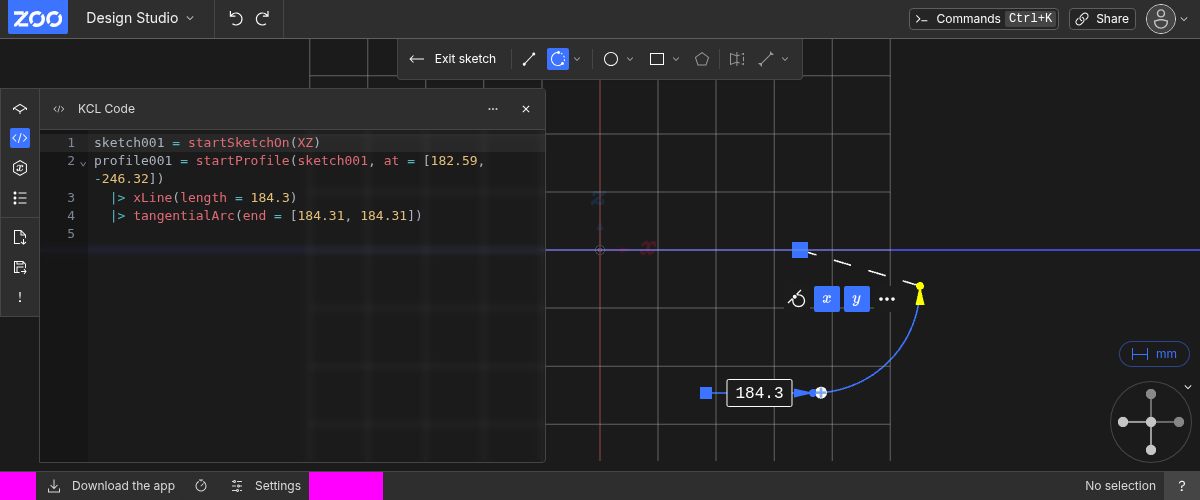 ZOO Design Studio
Commands Ctrl+K Share
Exit sketch
KCL Code
1 sketch001 = startSketchOn(XZ)
2 profile001 = startProfile(sketch001, at = [182.59,
-246.32])
3 |> xLine(length = 184.3)
4 |> tangentialArc(end = [184.31, 184.31])
5
z
x
x y
184.3
mm
Download the app Settings No selection ?